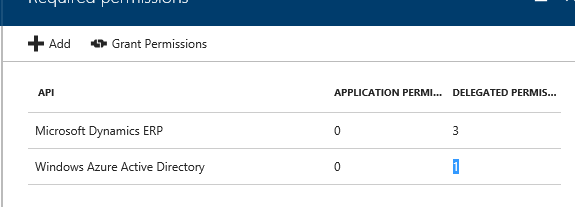 Required permissions
Add Grant Permissions
API APPLICATION PERMI... DELEGATED PERMIS...
Microsoft Dynamics ERP 0 3
Windows Azure Active Directory 0 1